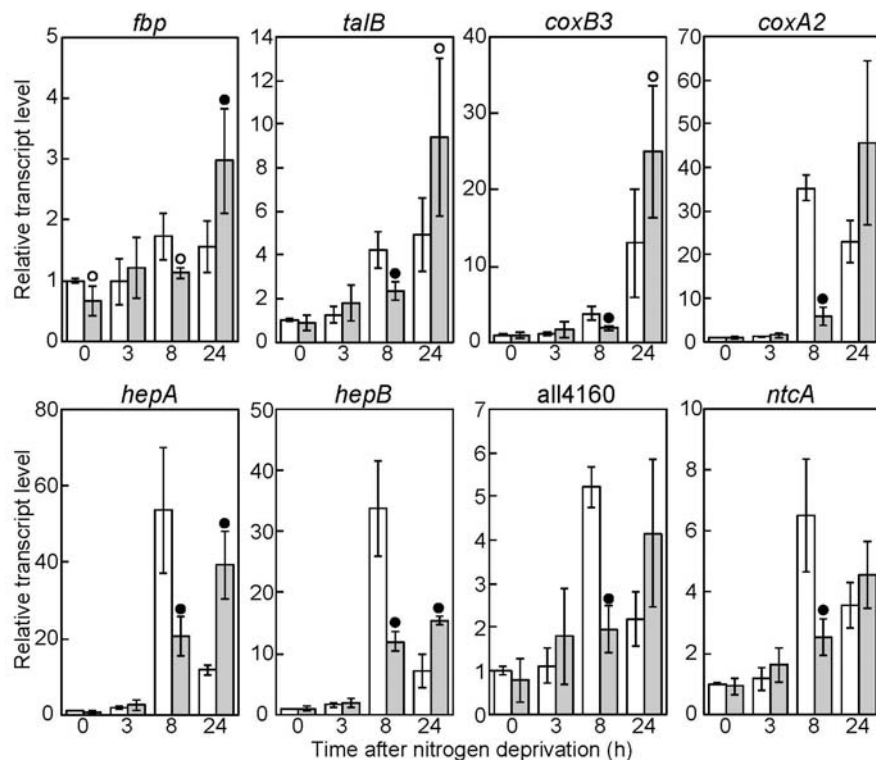 fbp talB coxB3 coxA2
Relative transcript level
5 4 3 2 1 0
0 3 8 24
14 12 10 8 6 4 2 0
0 3 8 24
40 30 20 10 0
0 3 8 24
70 60 50 40 30 20 10 0
0 3 8 24
hepA hepB all4160 ntcA
Relative transcript level
80 60 40 20 0
0 3 8 24
50 40 30 20 10 0
0 3 8 24
7 6 5 4 3 2 1 0
0 3 8 24
10 8 6 4 2 0
0 3 8 24
Time after nitrogen deprivation (h)